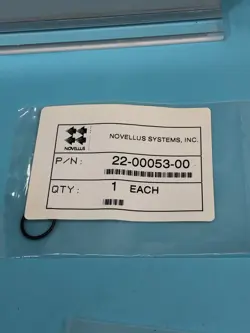 NOVELLUS SYSTEMS, INC.
NOVELLUS
P/N: 22-00053-00
QTY: 1 EACH